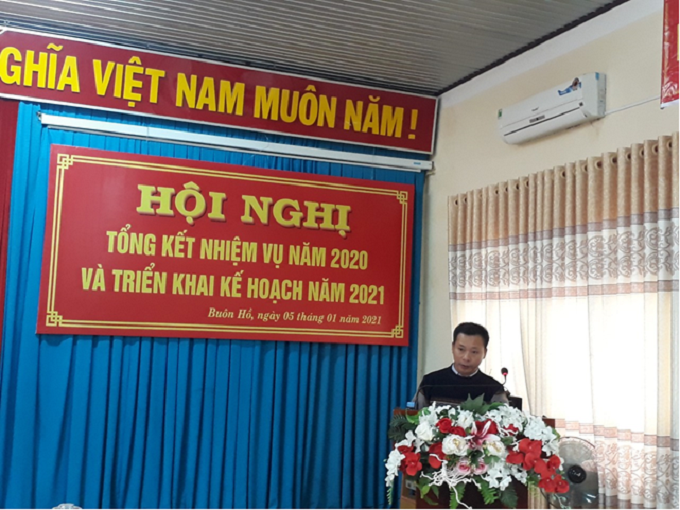 GHĨA VIỆT NAM MUÔN NĂM !
HỘI NGHỊ
TỔNG KẾT NHIỆM VỤ NĂM 2020
VÀ TRIỂN KHAI KẾ HOẠCH NĂM 2021
Buôn Hồ, ngày 05 tháng 01 năm 2021